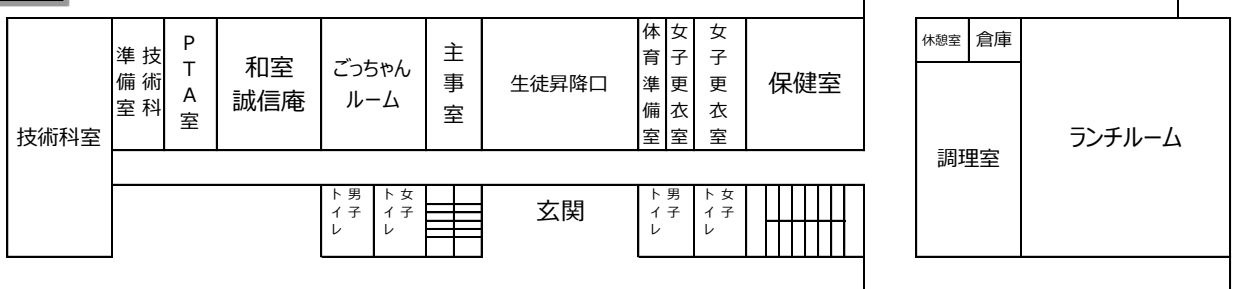 技術科室
技術科
準備室
PTA室
和室
誠信庵
ごっちゃん
ルーム
主事室
生徒昇降口
体育準備室
女子更衣室
女子更衣室
保健室
男子
トイレ
女子
トイレ
玄関
男子
トイレ
女子
トイレ
休憩室
倉庫
調理室
ランチルーム